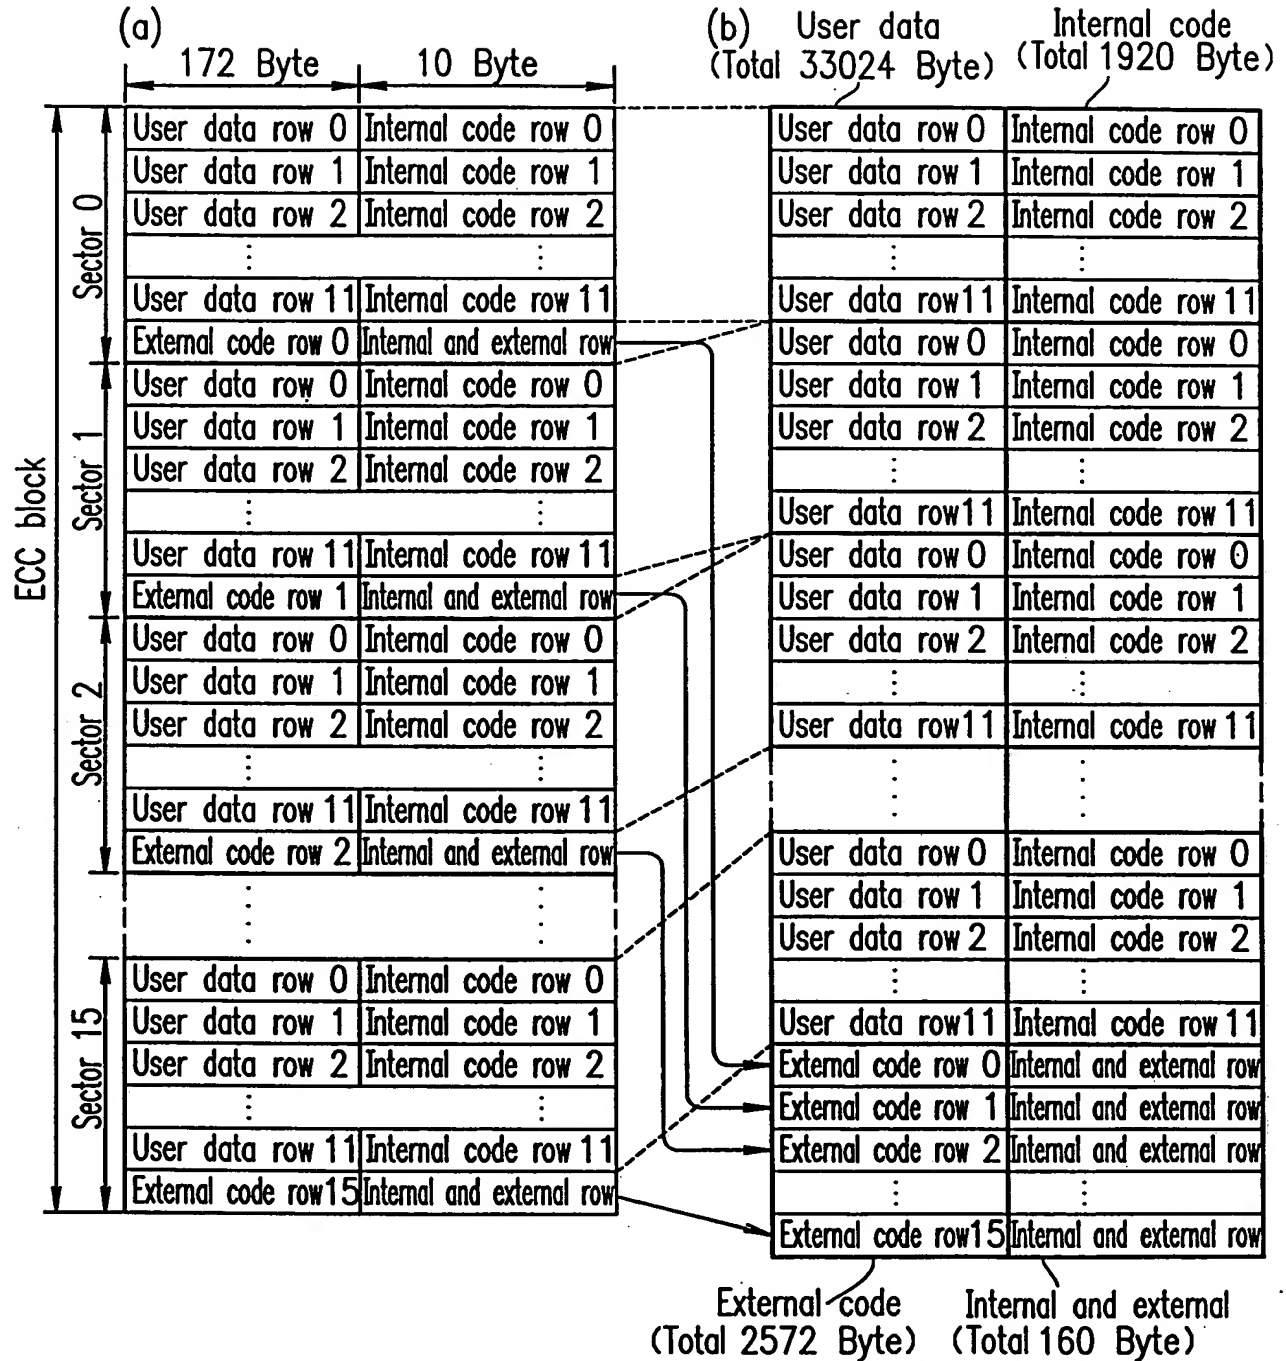 (a)
172 Byte 10 Byte
ECC block
Sector 0
User data row 0 Internal code row 0
User data row 1 Internal code row 1
User data row 2 Internal code row 2
User data row 11 Internal code row 11
External code row 0 Internal and external row
Sector 1
User data row 0 Internal code row 0
User data row 1 Internal code row 1
User data row 2 Internal code row 2
User data row 11 Internal code row 11
External code row 1 Internal and external row
Sector 2
User data row 0 Internal code row 0
User data row 1 Internal code row 1
User data row 2 Internal code row 2
User data row 11 Internal code row 11
External code row 2 Internal and external row
Sector 15
User data row 0 Internal code row 0
User data row 1 Internal code row 1
User data row 2 Internal code row 2
User data row 11 Internal code row 11
External code row 15 Internal and external row
(b)
User data
(Total 33024 Byte)
Internal code
(Total 1920 Byte)
User data row 0 Internal code row 0
User data row 1 Internal code row 1
User data row 2 Internal code row 2
User data row 11 Internal code row 11
User data row 0 Internal code row 0
User data row 1 Internal code row 1
User data row 2 Internal code row 2
User data row 11 Internal code row 11
User data row 0 Internal code row 0
User data row 1 Internal code row 1
User data row 2 Internal code row 2
User data row 11 Internal code row 11
User data row 0 Internal code row 0
User data row 1 Internal code row 1
User data row 2 Internal code row 2
User data row 11 Internal code row 11
External code row 0 Internal and external row
External code row 1 Internal and external row
External code row 2 Internal and external row
External code row 15 Internal and external row
External code
(Total 2572 Byte)
Internal and external
(Total 160 Byte)